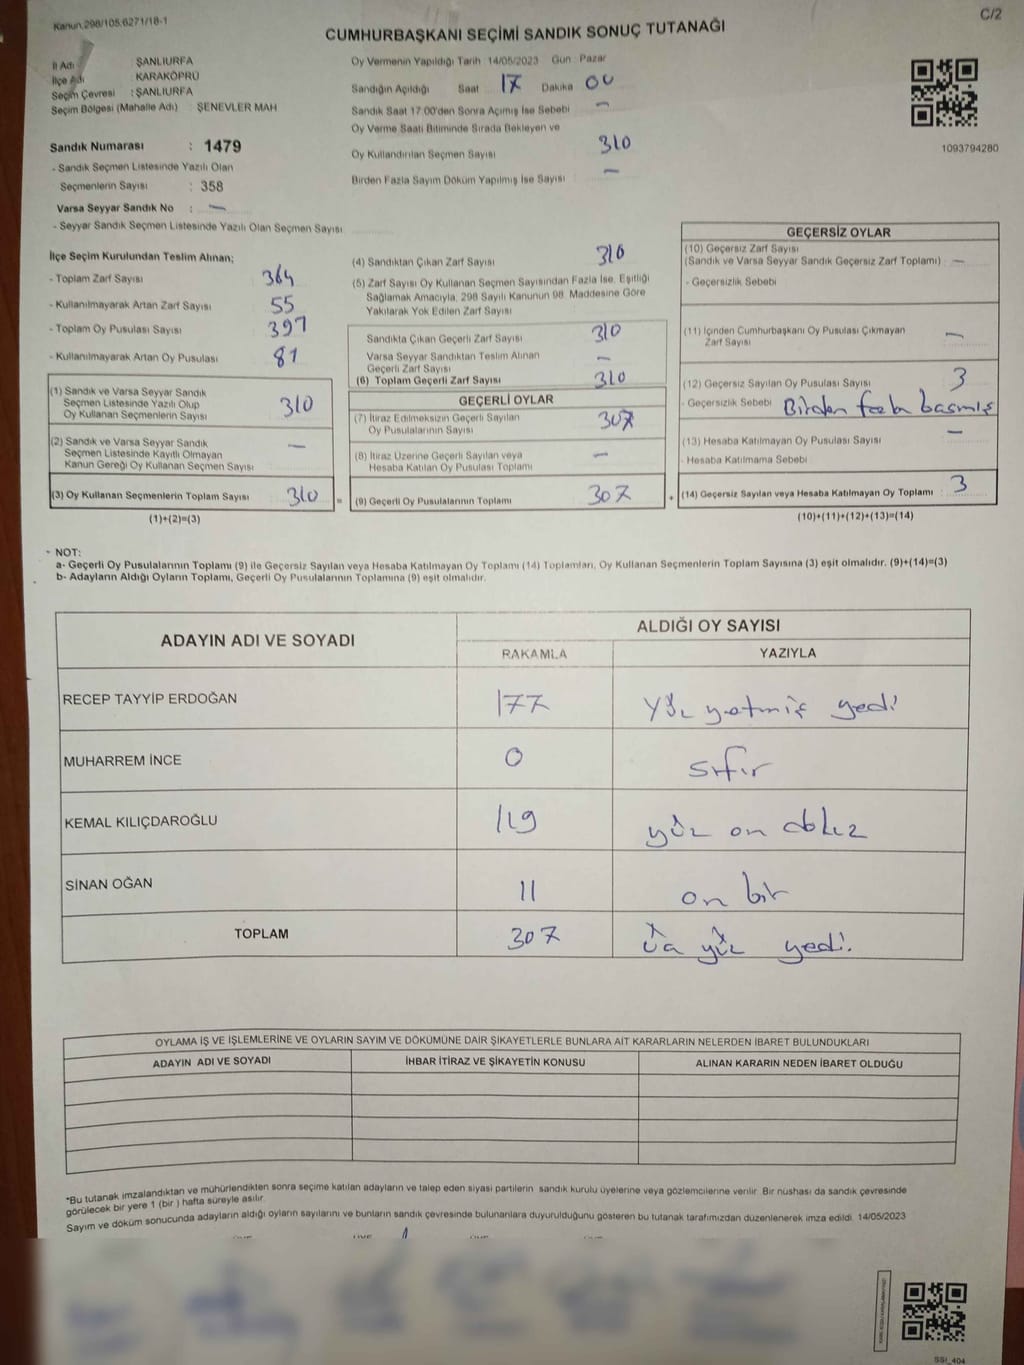 Kanun.298/105.6271/18-1
C/2
CUMHURBAŞKANI SEÇİMİ SANDIK SONUÇ TUTANAĞI
İl Adı : ŞANLIURFA
İlçe Adı : KARAKÖPRÜ
Seçim Çevresi : ŞANLIURFA
Seçim Bölgesi (Mahalle Adı) : ŞENEVLER MAH
Sandık Numarası : 1479
- Sandık Seçmen Listesinde Yazılı Olan
Seçmenlerin Sayısı : 358
Varsa Seyyar Sandık No : -
- Seyyar Sandık Seçmen Listesinde Yazılı Olan Seçmen Sayısı
Oy Vermenin Yapıldığı Tarih 14/05/2023 Gün Pazar
Sandığın Açıldığı Saat 17 Dakika 00
Sandık Saat 17:00'den Sonra Açımış İse Sebebi -
Oy Verme Saati Bitiminde Sırada Bekleyen ve
Oy Kullandırılan Seçmen Sayısı 310
Birden Fazla Sayım Döküm Yapılmış İse Sayısı -
1093794280
İlçe Seçim Kurulundan Teslim Alınan;
- Toplam Zarf Sayısı 364
- Kullanılmayarak Artan Zarf Sayısı 55
- Toplam Oy Pusulası Sayısı 397
- Kullanılmayarak Artan Oy Pusulası 81
(1) Sandık ve Varsa Seyyar Sandık
Seçmen Listesinde Yazılı Olup
Oy Kullanan Seçmenlerin Sayısı 310
(2) Sandık ve Varsa Seyyar Sandık
Seçmen Listesinde Kayıtlı Olmayan
Kanun Gereği Oy Kullanan Seçmen Sayısı -
(3) Oy Kullanan Seçmenlerin Toplam Sayısı 310
(1)+(2)=(3)
(4) Sandıktan Çıkan Zarf Sayısı 310
(5) Zarf Sayısı Oy Kullanan Seçmen Sayısından Fazla İse, Eşitliği
Sağlamak Amacıyla, 298 Sayılı Kanunun 98. Maddesine Göre
Yakılarak Yok Edilen Zarf Sayısı
Sandıkta Çıkan Geçerli Zarf Sayısı 310
Varsa Seyyar Sandıktan Teslim Alınan
Geçerli Zarf Sayısı -
(6) Toplam Geçerli Zarf Sayısı 310
GEÇERLİ OYLAR
(7) İtiraz Edilmeksizin Geçerli Sayılan
Oy Pusulalarının Sayısı 307
(8) İtiraz Üzerine Geçerli Sayılan veya
Hesaba Katılan Oy Pusulası Toplamı -
= (9) Geçerli Oy Pusulalarının Toplamı 307 +
GEÇERSİZ OYLAR
(10) Geçersiz Zarf Sayısı
(Sandık ve Varsa Seyyar Sandık Geçersiz Zarf Toplamı) -
- Geçersizlik Sebebi
(11) İçinden Cumhurbaşkanı Oy Pusulası Çıkmayan
Zarf Sayısı -
(12) Geçersiz Sayılan Oy Pusulası Sayısı 3
- Geçersizlik Sebebi Birden fazla basmış
(13) Hesaba Katılmayan Oy Pusulası Sayısı -
- Hesaba Katılmama Sebebi
(14) Geçersiz Sayılan veya Hesaba Katılmayan Oy Toplamı 3
(10)+(11)+(12)+(13)=(14)
- NOT:
a- Geçerli Oy Pusulalarının Toplamı (9) ile Geçersiz Sayılan veya Hesaba Katılmayan Oy Toplamı (14) Toplamları, Oy Kullanan Seçmenlerin Toplam Sayısına (3) eşit olmalıdır. (9)+(14)=(3)
b- Adayların Aldığı Oyların Toplamı, Geçerli Oy Pusulalarının Toplamına (9) eşit olmalıdır.
ADAYIN ADI VE SOYADI
ALDIĞI OY SAYISI
RAKAMLA YAZIYLA
RECEP TAYYİP ERDOĞAN 177 Yüz yetmiş yedi
MUHARREM İNCE 0 sıfır
KEMAL KILIÇDAROĞLU 119 yüz on dokuz
SİNAN OĞAN 11 on bir
TOPLAM 307 üç yüz yedi.
OYLAMA İŞ VE İŞLEMLERİNE VE OYLARIN SAYIM VE DÖKÜMÜNE DAİR ŞİKAYETLERLE BUNLARA AİT KARARLARIN NELERDEN İBARET BULUNDUKLARI
ADAYIN ADI VE SOYADI İHBAR İTİRAZ VE ŞİKAYETİN KONUSU ALINAN KARARIN NEDEN İBARET OLDUĞU
*Bu tutanak imzalandıktan ve mühürlendikten sonra seçime katılan adayların ve talep eden siyasi partilerin sandık kurulu üyelerine veya gözlemcilerine verilir. Bir nüshası da sandık çevresinde
görülecek bir yere 1 (bir) hafta süreyle asılır.
Sayım ve döküm sonucunda adayların aldığı oyların sayılarını ve bunların sandık çevresinde bulunanlara duyurulduğunu gösteren bu tutanak tarafımızdan düzenlenerek imza edildi. 14/05/2023
SSI_404